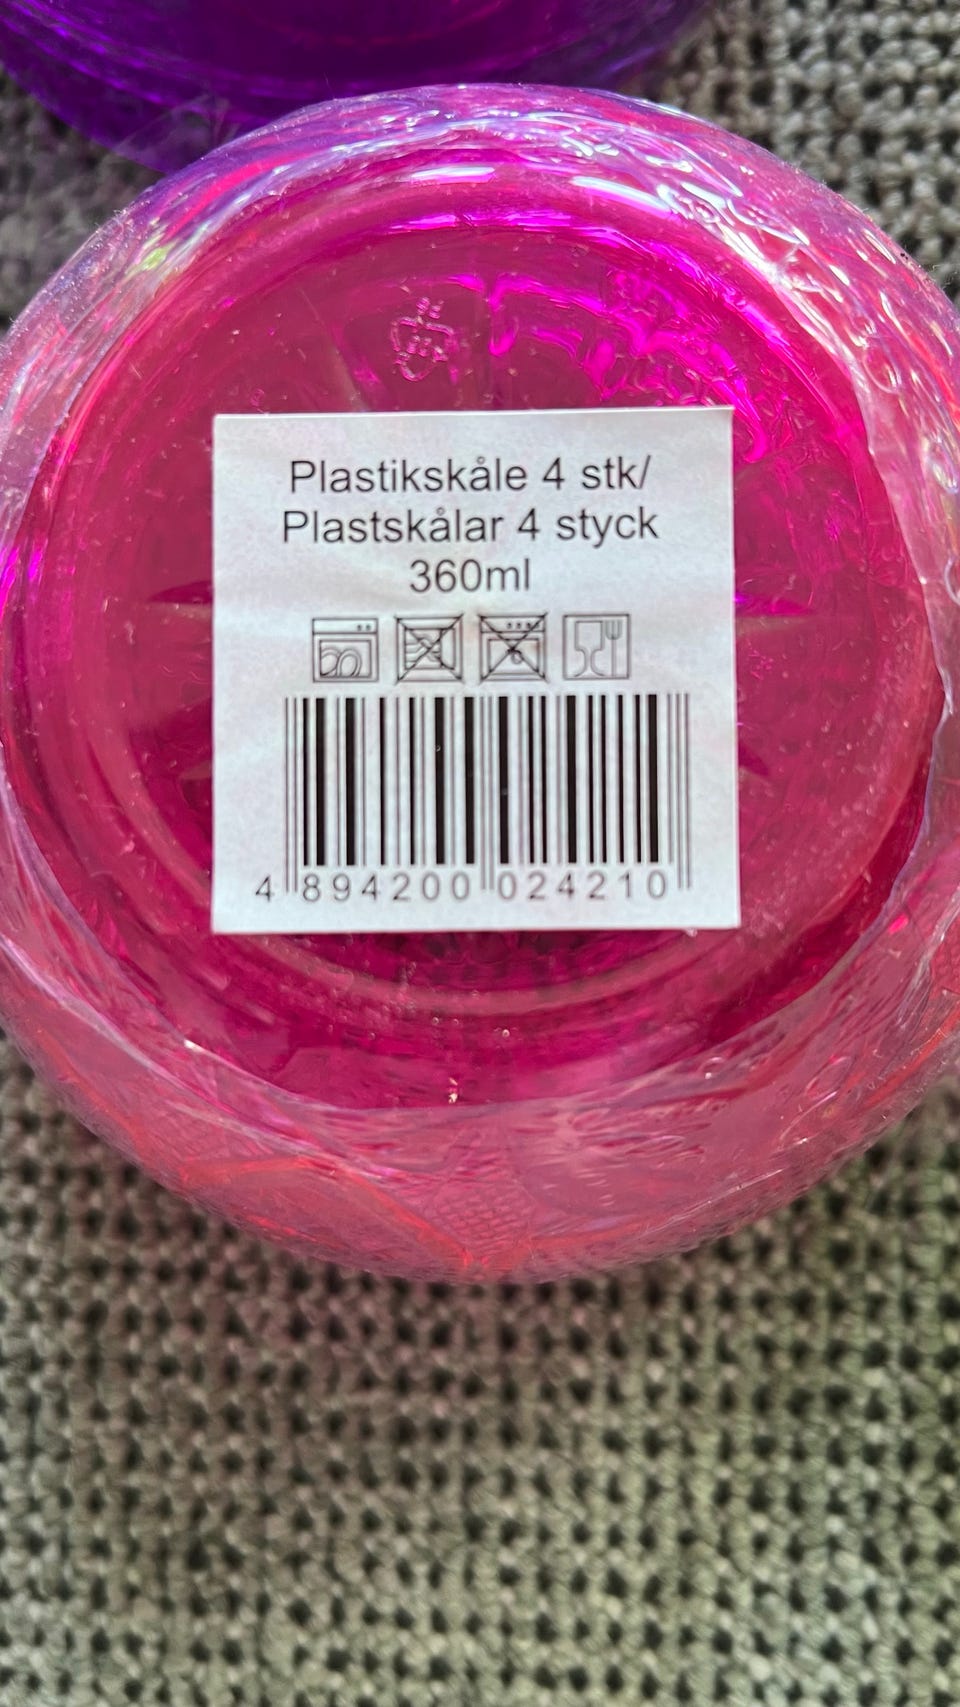 Plastikskåle 4 stk/
Plastskålar 4 styck
360ml
4 894200 024210